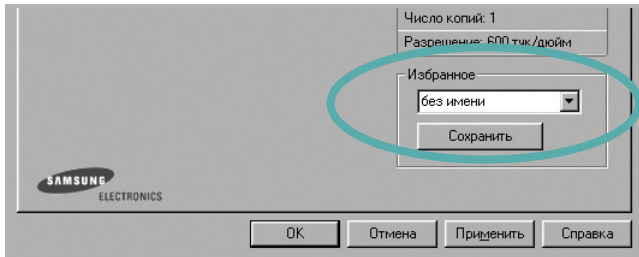 Число копий: 1
Разрешение: 600 тчк/дюйм
Избранное
без имени
Сохранить
SAMSUNG
ELECTRONICS
OK Отмена Применить Справка